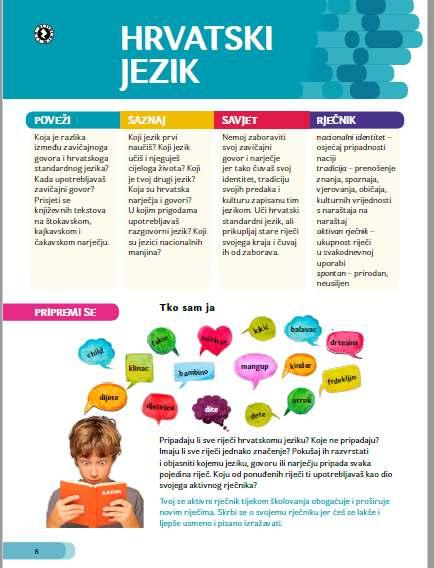 HRVATSKI
JEZIK
POVEŽI
Koja je razlika
između zavičajnoga
govora i hrvatskoga
standardnog jezika?
Kada upotrebljavaš
zavičajni govor?
Prisjeti se
književnih tekstova
na štokavskom,
kajkavskom i
čakavskom narječju.
SAZNAJ
Koji jezik prvi
naučiš? Koji jezik
učiš i njeguješ
cijeloga života? Koji
je tvoj drugi jezik?
Koja su hrvatska
narječja i govori?
U kojim prigodama
upotrebljavaš
razgovorni jezik? Koji
su jezici nacionalnih
manjina?
SAVJET
Nemoj zaboraviti
svoj zavičajni
govor i narječje
jer tako čuvaš svoj
identitet, tradiciju
svojih predaka i
kulturu zapisanu tim
jezikom. Uči hrvatski
standardni jezik, ali
prikupljaj stare riječi
svojega kraja i čuvaj
ih od zaborava.
RJEČNIK
nacionalni identitet –
osjećaj pripadnosti
naciji
tradicija – prenošenje
znanja, spoznaja,
vjerovanja, običaja,
kulturnih vrijednosti
s naraštaja na
naraštaj
aktivan rječnik –
ukupnost riječi
u svakodnevnoj
uporabi
spontan – prirodan,
neusiljen
PRIPREMI SE
Tko sam ja
child
fakin
kikić
balavac
drtesina
klinac
bambino
mangup
kinder
frdeklijn
dijete
djetešce
dite
dete
otrok
Pripadaju li sve riječi hrvatskomu jeziku? Koje ne pripadaju?
Imaju li sve riječi jednako značenje? Pokušaj ih razvrstati
i objasniti kojemu jeziku, govoru ili narječju pripada svaka
pojedina riječ. Koju od ponuđenih riječi ti upotrebljavaš kao dio
svojega aktivnog rječnika?
Tvoj se aktivni rječnik tijekom školovanja obogaćuje i proširuje
novim riječima. Skrbi se o svojemu rječniku jer ćeš se lakše i
ljepše usmeno i pisano izražavati.
8